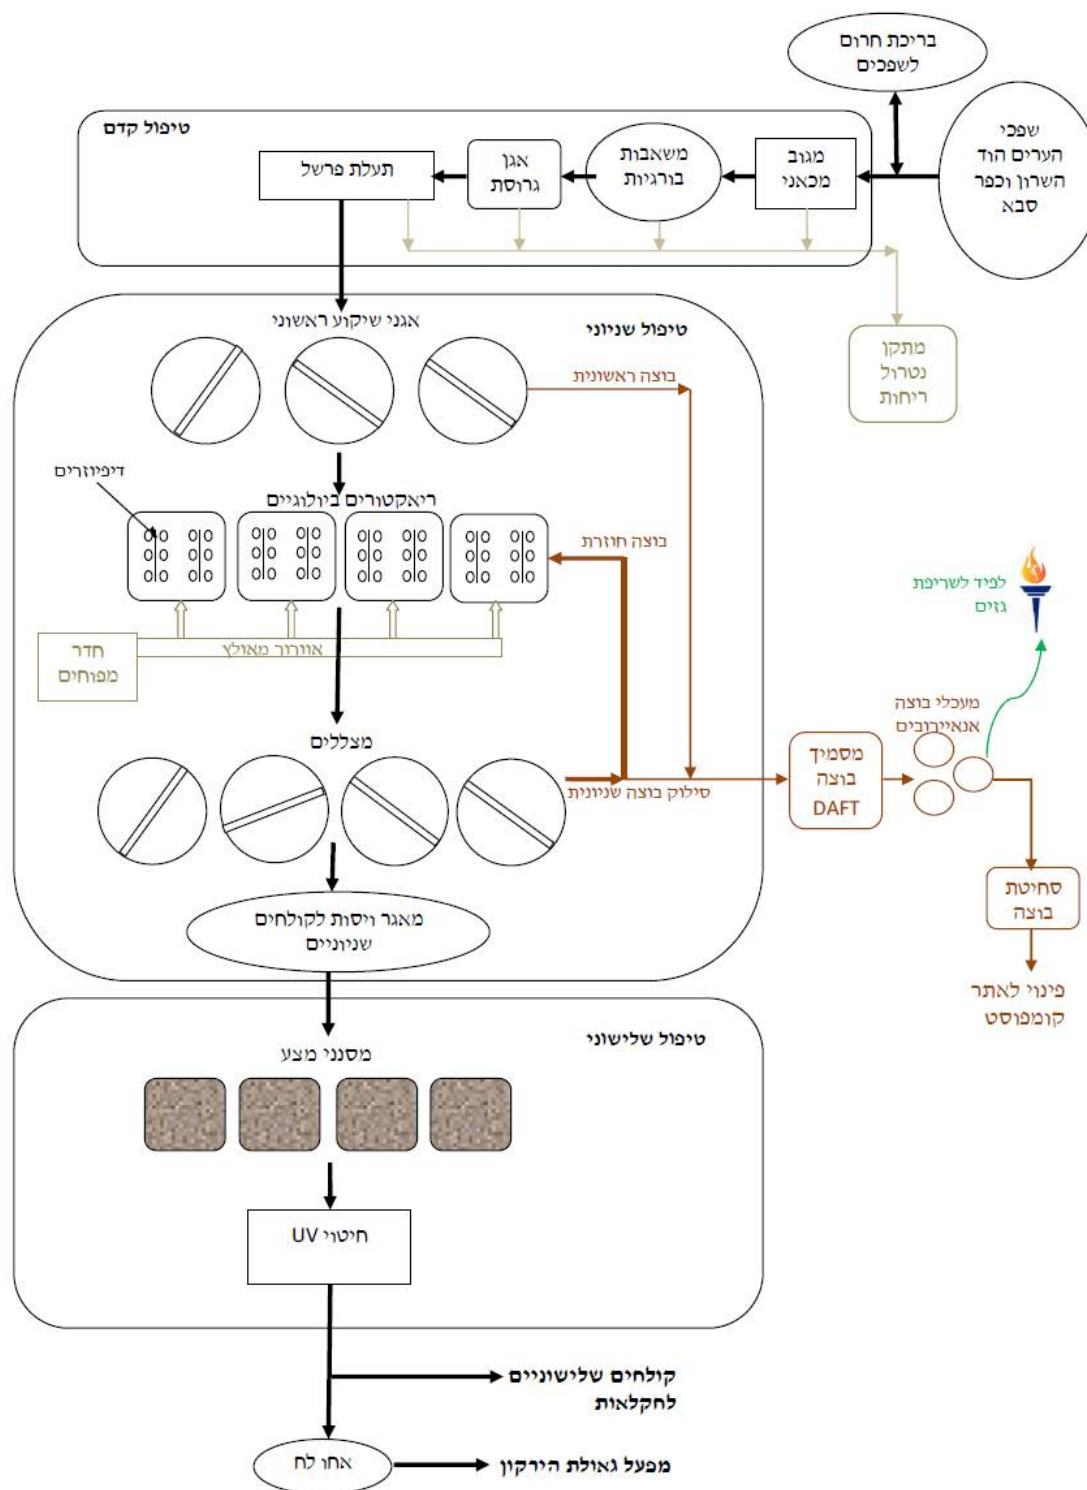 בריכת חרום
לשפכים
שפכי
הערים הוד
השרון וכפר
סבא
טיפול קדם
מגוב
מכאני
משאבות
בורגיות
אגן
גרוסת
תעלת פרשל
מתקן
נטרול
ריחות
טיפול שניוני
אגני שיקוע ראשוני
בוצה ראשונית
דיפיוזרים
ריאקטורים ביולוגיים
בוצה חוזרת
חדר
מפוחים
אוורור מאולץ
לפיד לשריפת
גזים
מצללים
סילוק בוצה שניונית
מסמיך
בוצה
DAFT
מעכלי בוצה
אנאיירובים
סחיטת
בוצה
פינוי לאתר
קומפוסט
מאגר ויסות לקולחים
שניוניים
טיפול שלישוני
מסנני מצע
חיטוי UV
קולחים שלישוניים
לחקלאות
אחו לח
מפעל גאולת הירקון